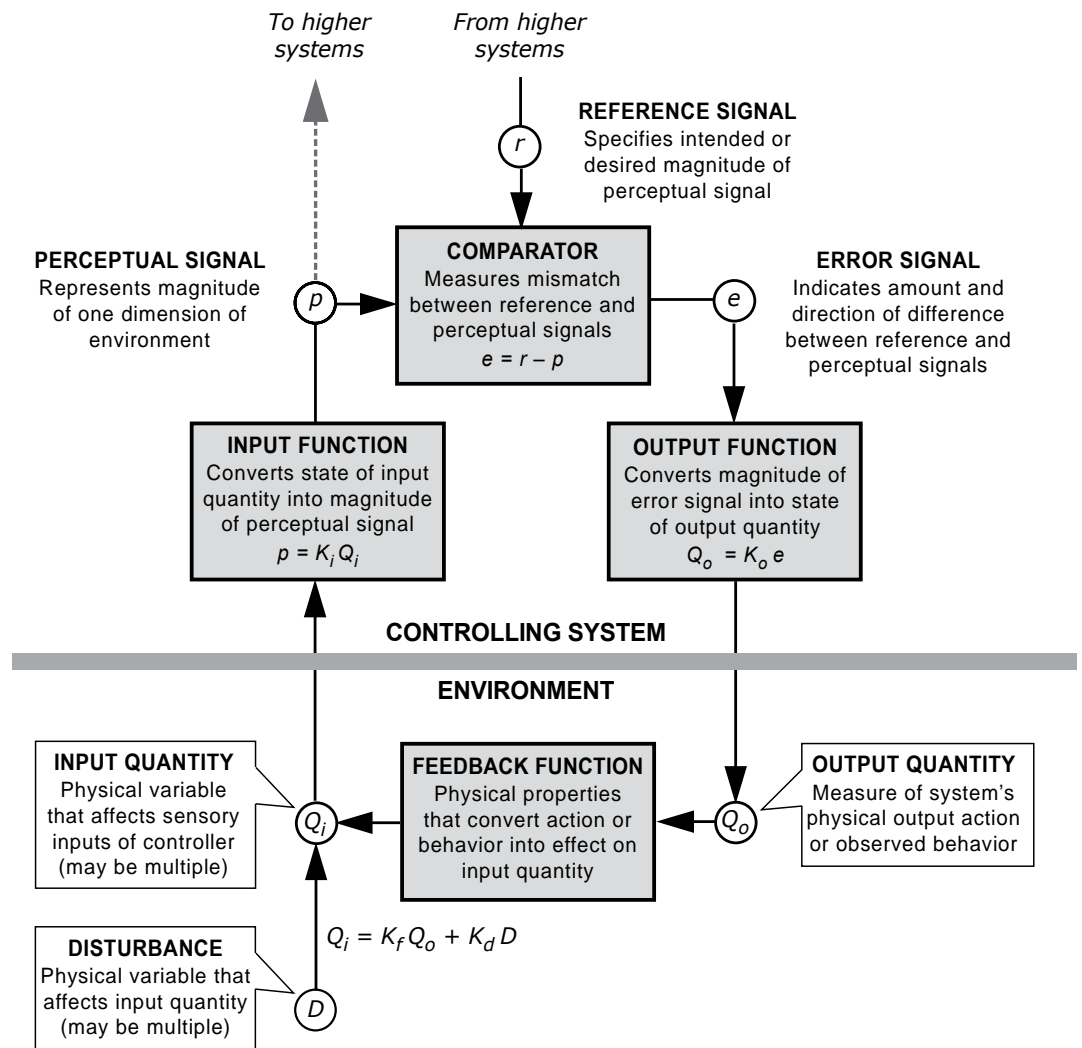 To higher
systems
From higher
systems
REFERENCE SIGNAL
Specifies intended or
desired magnitude of
perceptual signal
r
PERCEPTUAL SIGNAL
Represents magnitude
of one dimension of
environment
p
COMPARATOR
Measures mismatch
between reference and
perceptual signals
e = r – p
e
ERROR SIGNAL
Indicates amount and
direction of difference
between reference and
perceptual signals
INPUT FUNCTION
Converts state of input
quantity into magnitude
of perceptual signal
p = K_i Q_i
OUTPUT FUNCTION
Converts magnitude of
error signal into state
of output quantity
Q_o = K_o e
CONTROLLING SYSTEM
ENVIRONMENT
INPUT QUANTITY
Physical variable
that affects sensory
inputs of controller
(may be multiple)
Q_i
FEEDBACK FUNCTION
Physical properties
that convert action or
behavior into effect on
input quantity
Q_o
OUTPUT QUANTITY
Measure of system's
physical output action
or observed behavior
Q_i = K_f Q_o + K_d D
DISTURBANCE
Physical variable that
affects input quantity
(may be multiple)
D